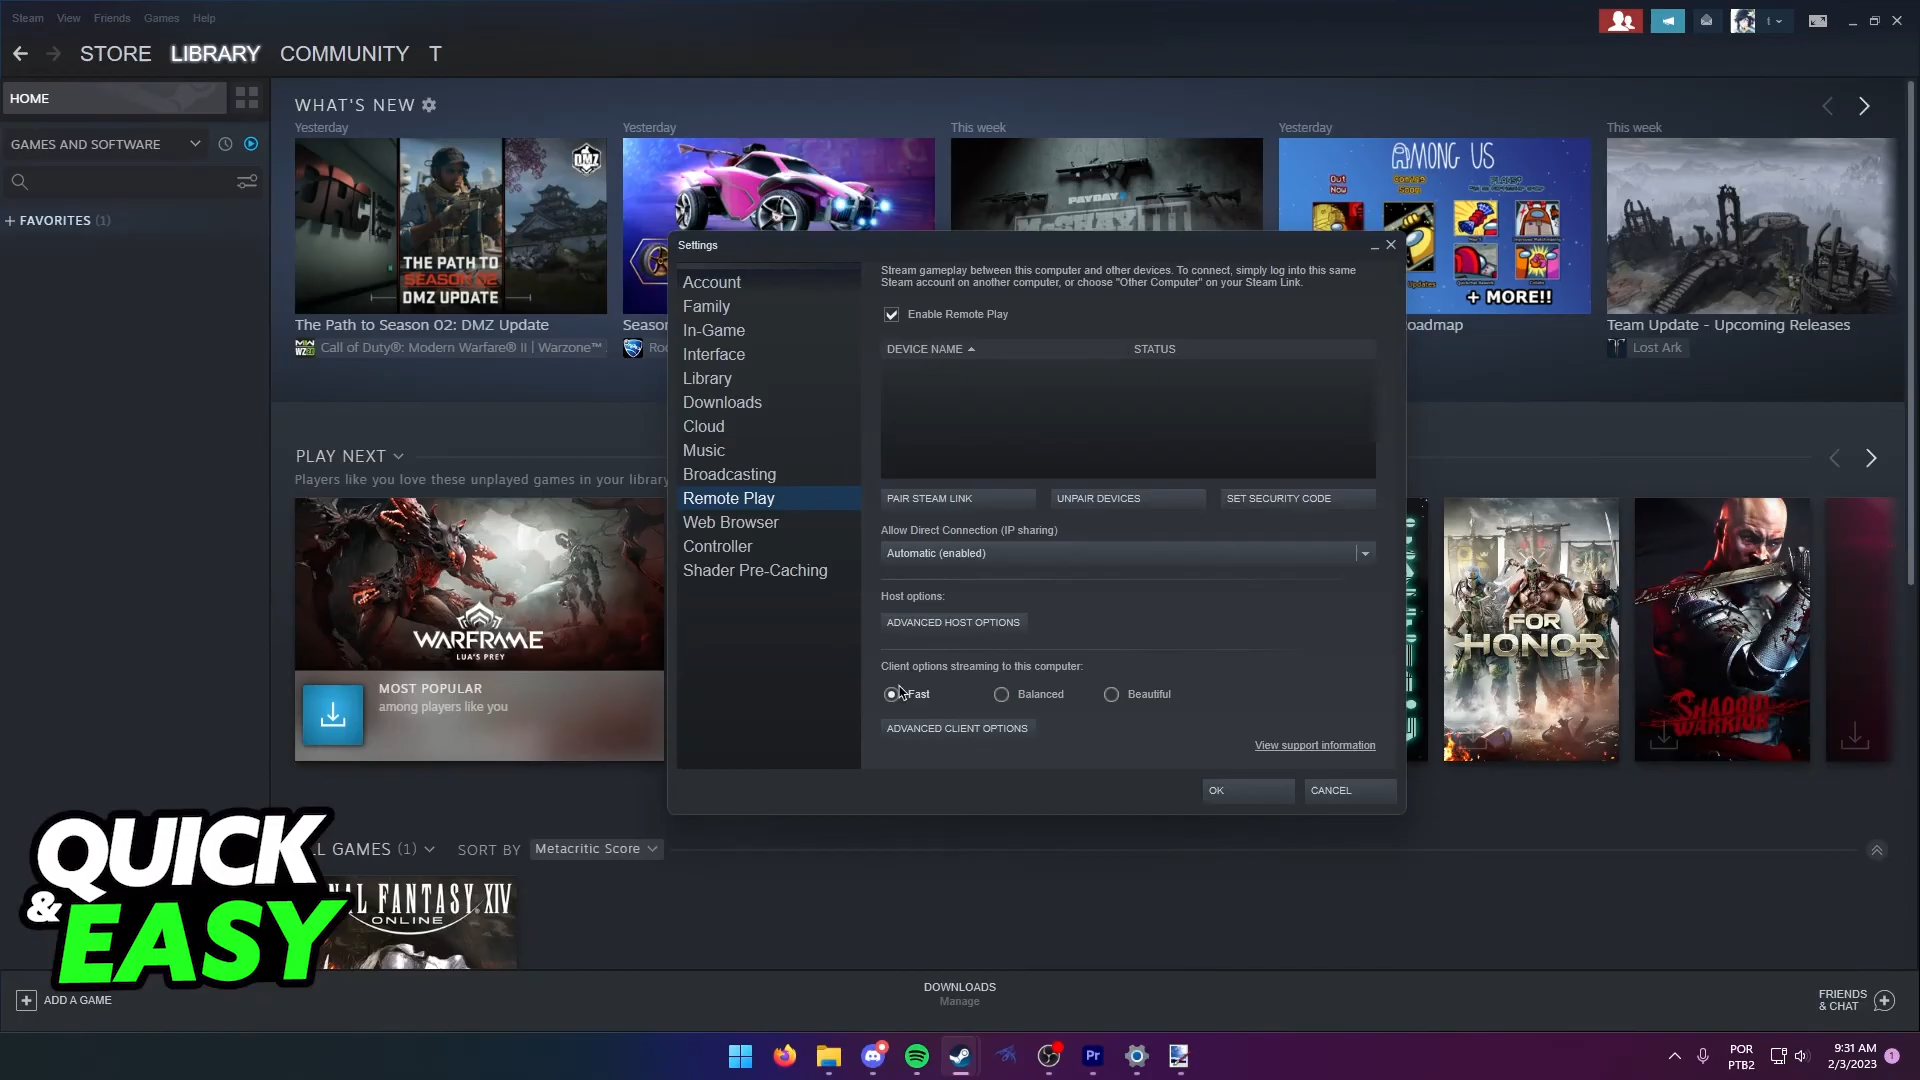 Steam View Friends Games Help
STORE LIBRARY COMMUNITY T
t
HOME
GAMES AND SOFTWARE
+ FAVORITES (1)
WHAT'S NEW
Yesterday
Yesterday
This week
Yesterday
This week
THE PATH TO
SEASON 02:
DMZ UPDATE
DMZ
PAYDAY
AMONG US
Out
Now
+ MORE!!
The Path to Season 02: DMZ Update
Team Update - Upcoming Releases
Call of Duty®: Modern Warfare® II | Warzone™
Lost Ark
Settings
Account
Family
In-Game
Interface
Library
Downloads
Cloud
Music
Broadcasting
Remote Play
Web Browser
Controller
Shader Pre-Caching
Stream gameplay between this computer and other devices. To connect, simply log into this same
Steam account on another computer, or choose "Other Computer" on your Steam Link.
Enable Remote Play
DEVICE NAME STATUS
PAIR STEAM LINK UNPAIR DEVICES SET SECURITY CODE
Allow Direct Connection (IP sharing)
Automatic (enabled)
Host options:
ADVANCED HOST OPTIONS
Client options streaming to this computer:
Fast Balanced Beautiful
ADVANCED CLIENT OPTIONS
View support information
OK CANCEL
PLAY NEXT
Players like you love these unplayed games in your library
WARFRAME
LUA'S PREY
MOST POPULAR
among players like you
FOR
HONOR
SHADOW
WARRIOR
LL GAMES (1) SORT BY Metacritic Score
NAL FANTASY XIV
ONLINE
QUICK
& EASY
ADD A GAME
DOWNLOADS
Manage
FRIENDS
& CHAT
Pr
POR
PTB2
9:31 AM
2/3/2023
1